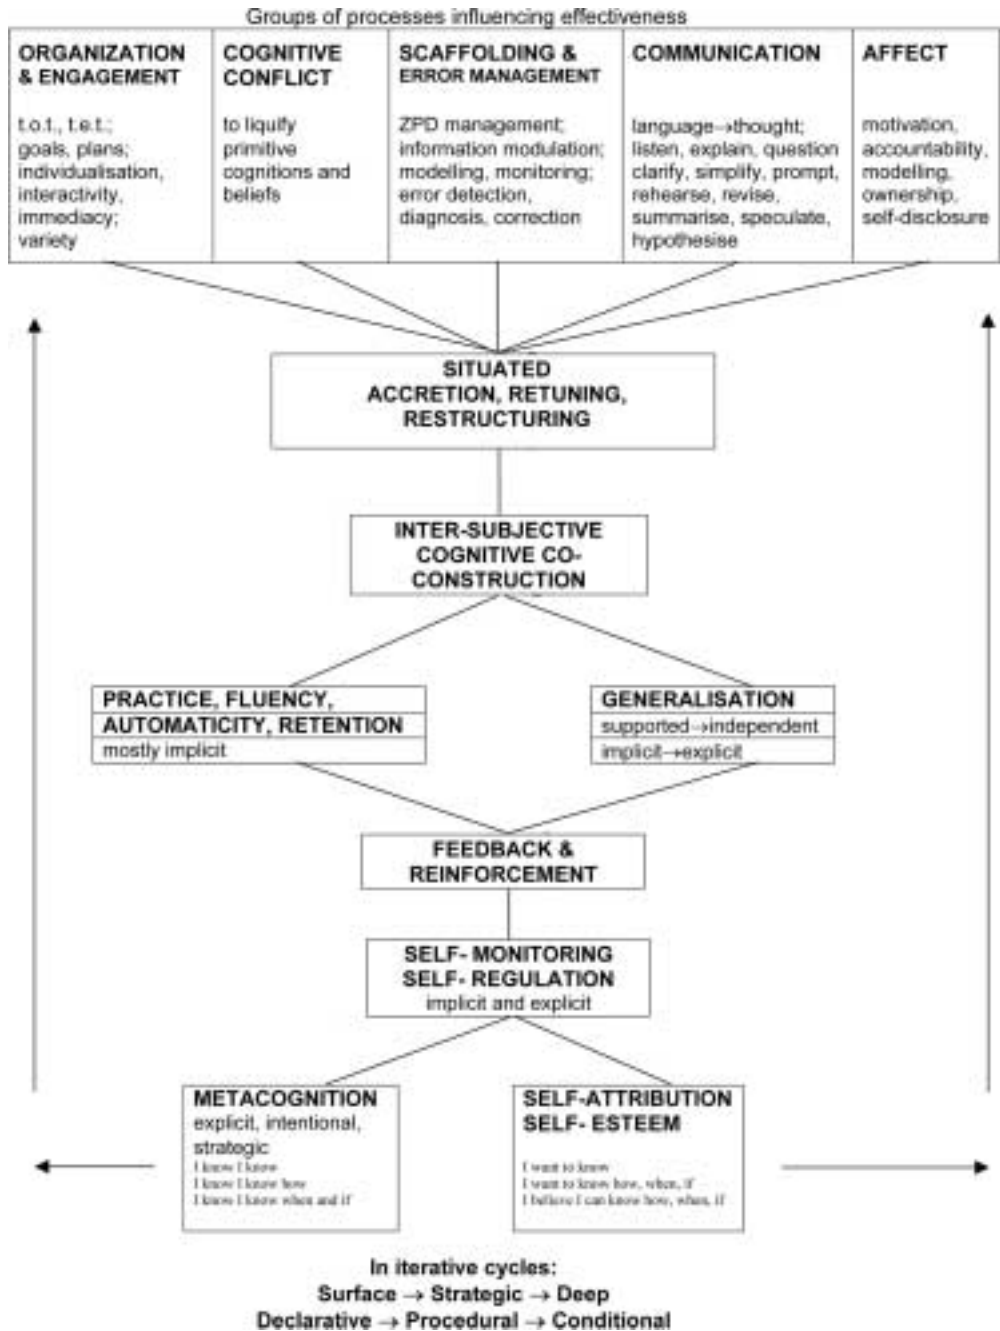 Groups of processes influencing effectiveness
ORGANIZATION
& ENGAGEMENT
t.o.t., t.e.t.;
goals, plans;
individualisation,
interactivity,
immediacy;
variety
COGNITIVE
CONFLICT
to liquify
primitive
cognitions and
beliefs
SCAFFOLDING &
ERROR MANAGEMENT
ZPD management;
information modulation;
modelling, monitoring;
error detection,
diagnosis, correction
COMMUNICATION
language→thought;
listen, explain, question
clarify, simplify, prompt,
rehearse, revise,
summarise, speculate,
hypothesise
AFFECT
motivation,
accountability,
modelling,
ownership,
self-disclosure
SITUATED
ACCRETION, RETUNING,
RESTRUCTURING
INTER-SUBJECTIVE
COGNITIVE CO-
CONSTRUCTION
PRACTICE, FLUENCY,
AUTOMATICITY, RETENTION
mostly implicit
GENERALISATION
supported→independent
implicit→explicit
FEEDBACK &
REINFORCEMENT
SELF- MONITORING
SELF- REGULATION
implicit and explicit
METACOGNITION
explicit, intentional,
strategic
I know I know
I know I know how
I know I know when and if
SELF-ATTRIBUTION
SELF- ESTEEM
I want to know
I want to know how, when, if
I believe I can know how, when, if
In iterative cycles:
Surface → Strategic → Deep
Declarative → Procedural → Conditional